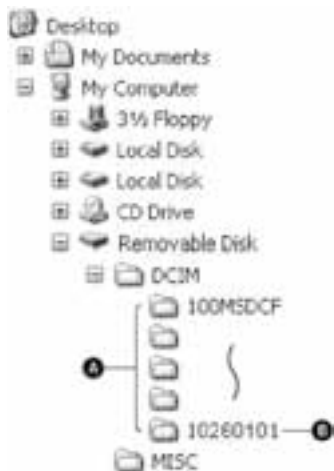 Desktop
My Documents
My Computer
3½ Floppy
Local Disk
Local Disk
CD Drive
Removable Disk
DCIM
100MSDCF
A
10260101 B
MISC